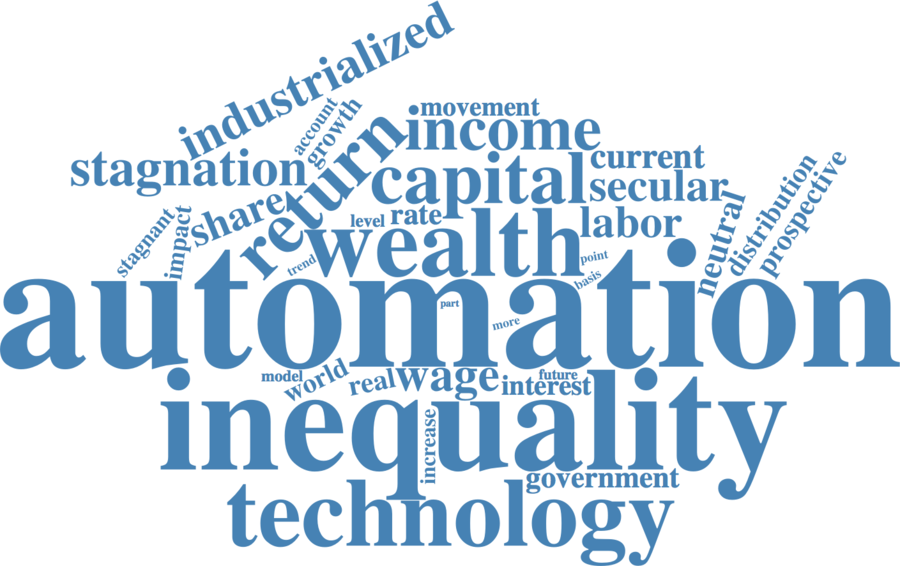 industrialized
account
growth
movement
return
income
stagnation
capital
current
secular
distribution
prospective
share
level
rate
labor
neutral
stagnant
impact
wealth
trend
point
basis
automation
part
more
model
world
real
wage
interest
future
inequality
increase
government
technology